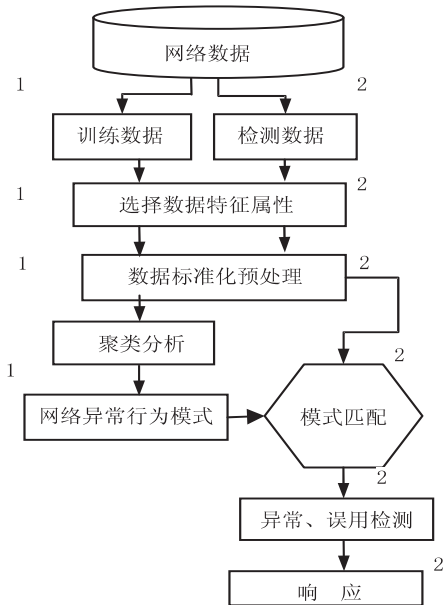 网络数据
1
2
训练数据
检测数据
1
2
选择数据特征属性
1
2
数据标准化预处理
聚类分析
2
1
网络异常行为模式
模式匹配
2
异常、误用检测
2
响 应